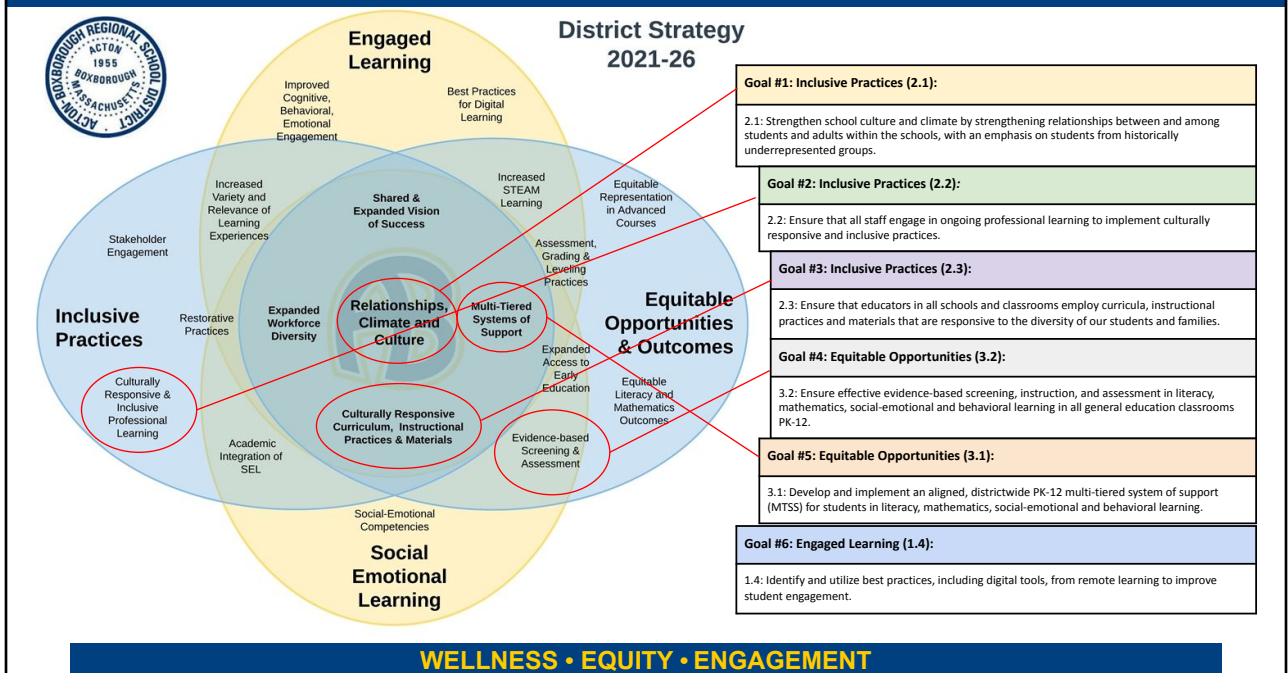 ACTON-BOXBOROUGH REGIONAL SCHOOL DISTRICT
ACTON
1955
BOXBOROUGH
MASSACHUSETTS
District Strategy
2021-26
Engaged
Learning
Improved
Cognitive,
Behavioral,
Emotional
Engagement
Best Practices
for Digital
Learning
Increased
Variety and
Relevance of
Learning
Experiences
Shared &
Expanded Vision
of Success
Increased
STEAM
Learning
Equitable
Representation
in Advanced
Courses
Stakeholder
Engagement
Assessment,
Grading &
Leveling
Practices
Inclusive
Practices
Restorative
Practices
Expanded
Workforce
Diversity
Relationships,
Climate and
Culture
Multi-Tiered
Systems of
Support
Equitable
Opportunities
& Outcomes
Expanded
Access to
Early
Education
Equitable
Literacy and
Mathematics
Outcomes
Culturally
Responsive &
Inclusive
Professional
Learning
Culturally Responsive
Curriculum, Instructional
Practices & Materials
Evidence-based
Screening &
Assessment
Academic
Integration of
SEL
Social-Emotional
Competencies
Social
Emotional
Learning
Goal #1: Inclusive Practices (2.1):
2.1: Strengthen school culture and climate by strengthening relationships between and among
students and adults within the schools, with an emphasis on students from historically
underrepresented groups.
Goal #2: Inclusive Practices (2.2):
2.2: Ensure that all staff engage in ongoing professional learning to implement culturally
responsive and inclusive practices.
Goal #3: Inclusive Practices (2.3):
2.3: Ensure that educators in all schools and classrooms employ curricula, instructional
practices and materials that are responsive to the diversity of our students and families.
Goal #4: Equitable Opportunities (3.2):
3.2: Ensure effective evidence-based screening, instruction, and assessment in literacy,
mathematics, social-emotional and behavioral learning in all general education classrooms
PK-12.
Goal #5: Equitable Opportunities (3.1):
3.1: Develop and implement an aligned, districtwide PK-12 multi-tiered system of support
(MTSS) for students in literacy, mathematics, social-emotional and behavioral learning.
Goal #6: Engaged Learning (1.4):
1.4: Identify and utilize best practices, including digital tools, from remote learning to improve
student engagement.
WELLNESS • EQUITY • ENGAGEMENT